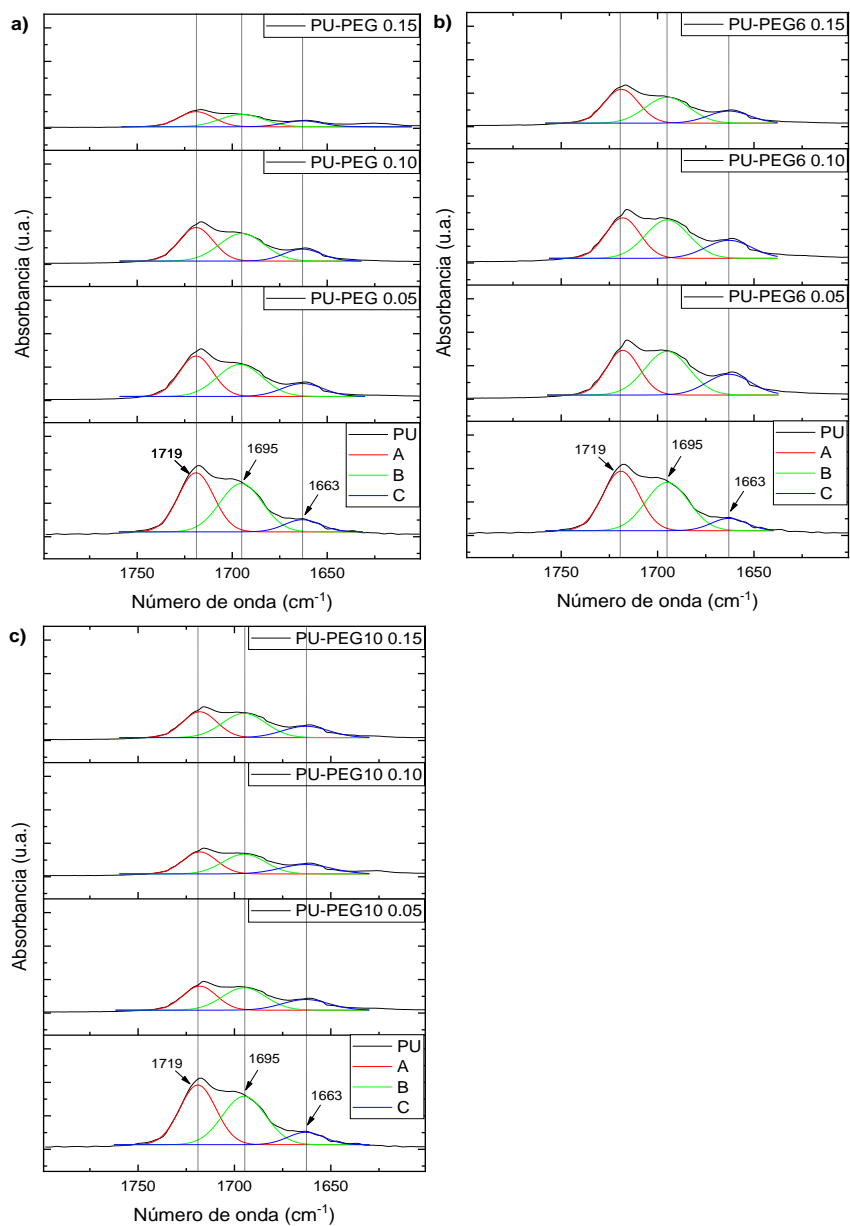 a)
PU-PEG 0.15
PU-PEG 0.10
PU-PEG 0.05
PU
A
B
C
1719
1695
1663
1750
1700
1650
Absorbancia (u.a.)
Número de onda (cm⁻¹)
b)
PU-PEG6 0.15
PU-PEG6 0.10
PU-PEG6 0.05
PU
A
B
C
1719
1695
1663
1750
1700
1650
Absorbancia (u.a.)
Número de onda (cm⁻¹)
c)
PU-PEG10 0.15
PU-PEG10 0.10
PU-PEG10 0.05
PU
A
B
C
1719
1695
1663
1750
1700
1650
Absorbancia (u.a.)
Número de onda (cm⁻¹)